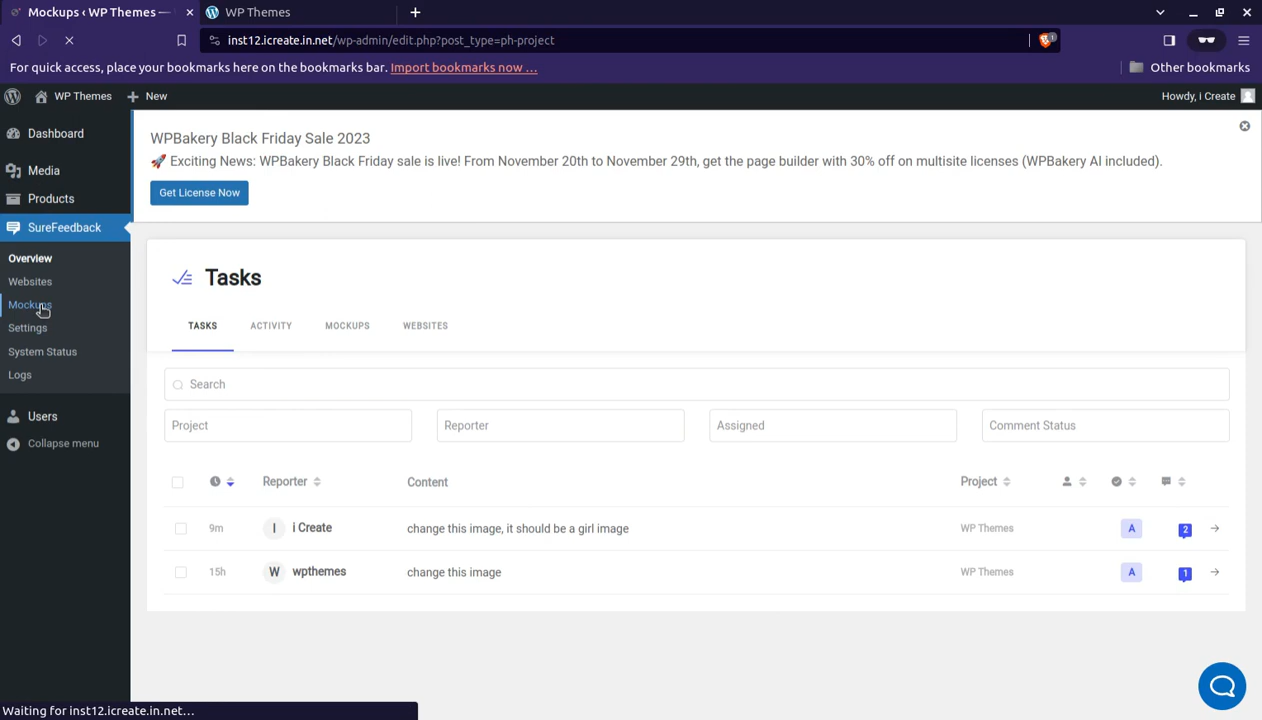 Mockups ‹ WP Themes —
WP Themes
inst12.icreate.in.net/wp-admin/edit.php?post_type=ph-project
1
For quick access, place your bookmarks here on the bookmarks bar. Import bookmarks now …
Other bookmarks
WP Themes
New
Howdy, i Create
Dashboard
Media
Products
SureFeedback
Overview
Websites
Mockups
Settings
System Status
Logs
Users
Collapse menu
WPBakery Black Friday Sale 2023
🚀 Exciting News: WPBakery Black Friday sale is live! From November 20th to November 29th, get the page builder with 30% off on multisite licenses (WPBakery AI included).
Get License Now
Tasks
TASKS ACTIVITY MOCKUPS WEBSITES
Search
Project Reporter Assigned Comment Status
Reporter Content Project
9m I i Create change this image, it should be a girl image WP Themes A 2
15h W wpthemes change this image WP Themes A 1
Waiting for inst12.icreate.in.net...